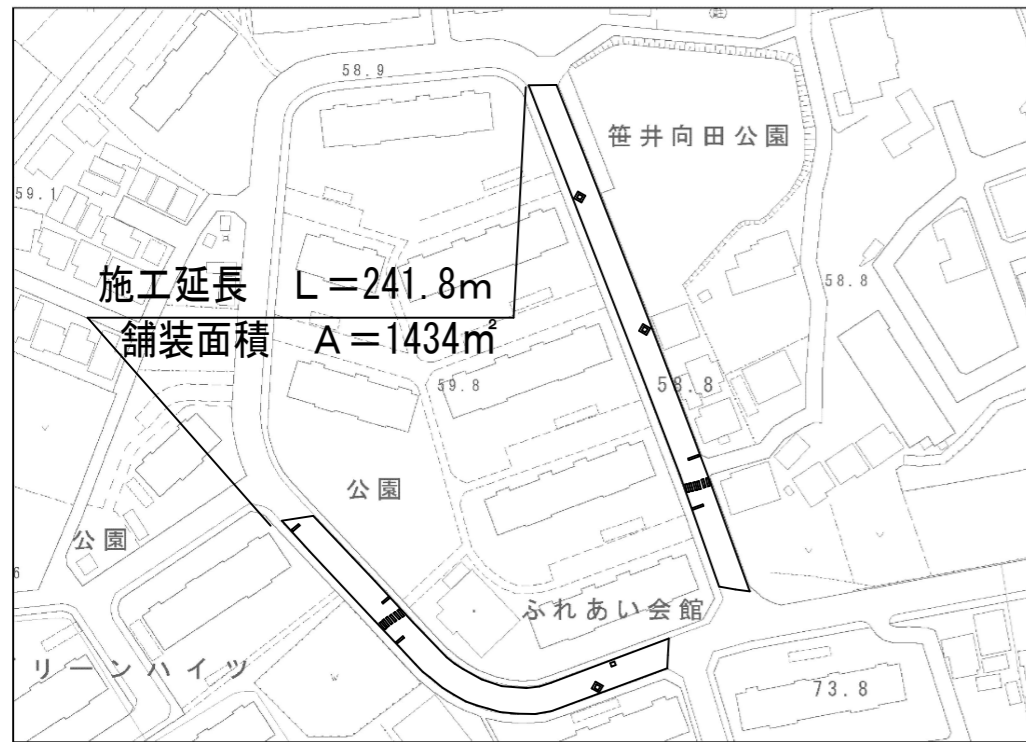 58.9
笹井向田公園
59.1
施工延長 L=241.8m
58.8
舗装面積 A=1434㎡
59.8
58.8
公園
公園
ふれあい会館
リーンハイツ
73.8